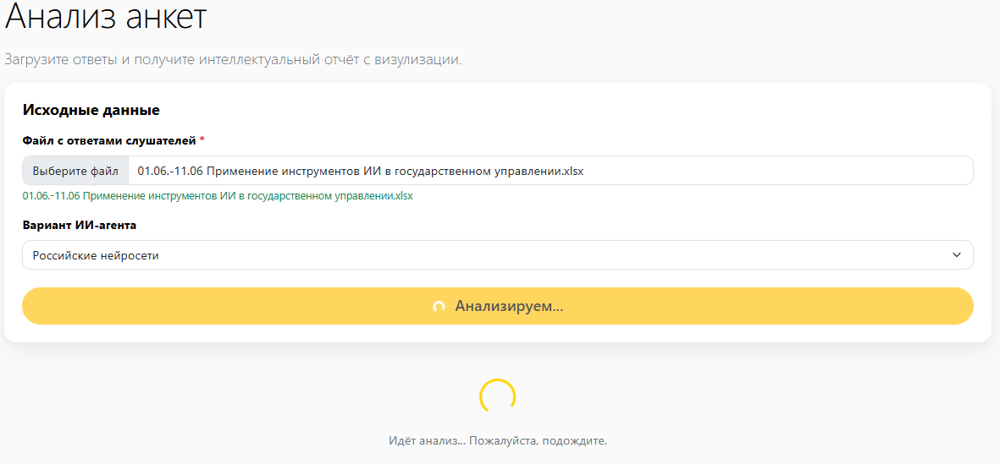 Анализ анкет
Загрузите ответы и получите интеллектуальный отчёт с визулизации.
Исходные данные
Файл с ответами слушателей *
Выберите файл 01.06.-11.06 Применение инструментов ИИ в государственном управлении.xlsx
01.06.-11.06 Применение инструментов ИИ в государственном управлении.xlsx
Вариант ИИ-агента
Российские нейросети
Анализируем...
Идёт анализ... Пожалуйста, подождите.